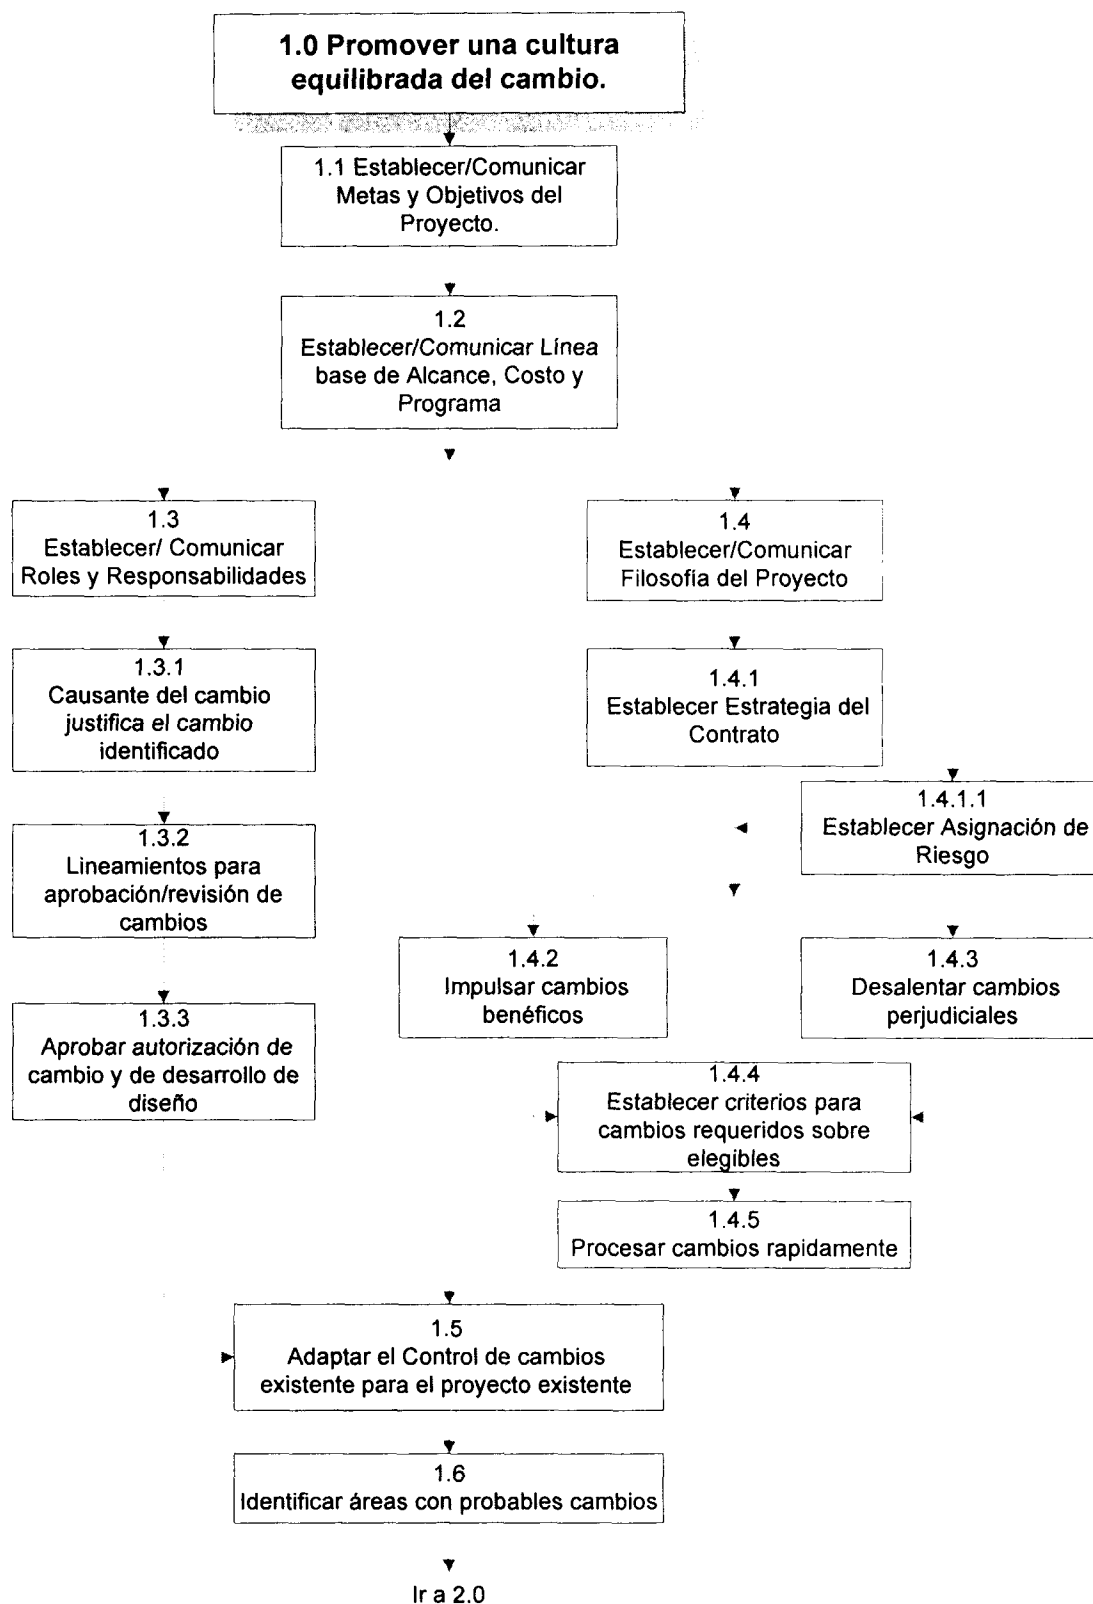 1.0 Promover una cultura
equilibrada del cambio.
1.1 Establecer/Comunicar
Metas y Objetivos del
Proyecto.
1.2
Establecer/Comunicar Línea
base de Alcance, Costo y
Programa
1.3
Establecer/ Comunicar
Roles y Responsabilidades
1.4
Establecer/Comunicar
Filosofía del Proyecto
1.3.1
Causante del cambio
justifica el cambio
identificado
1.4.1
Establecer Estrategia del
Contrato
1.4.1.1
Establecer Asignación de
Riesgo
1.3.2
Lineamientos para
aprobación/revisión de
cambios
1.4.2
Impulsar cambios
benéficos
1.4.3
Desalentar cambios
perjudiciales
1.3.3
Aprobar autorización de
cambio y de desarrollo de
diseño
1.4.4
Establecer criterios para
cambios requeridos sobre
elegibles
1.4.5
Procesar cambios rapidamente
1.5
Adaptar el Control de cambios
existente para el proyecto existente
1.6
Identificar áreas con probables cambios
Ir a 2.0